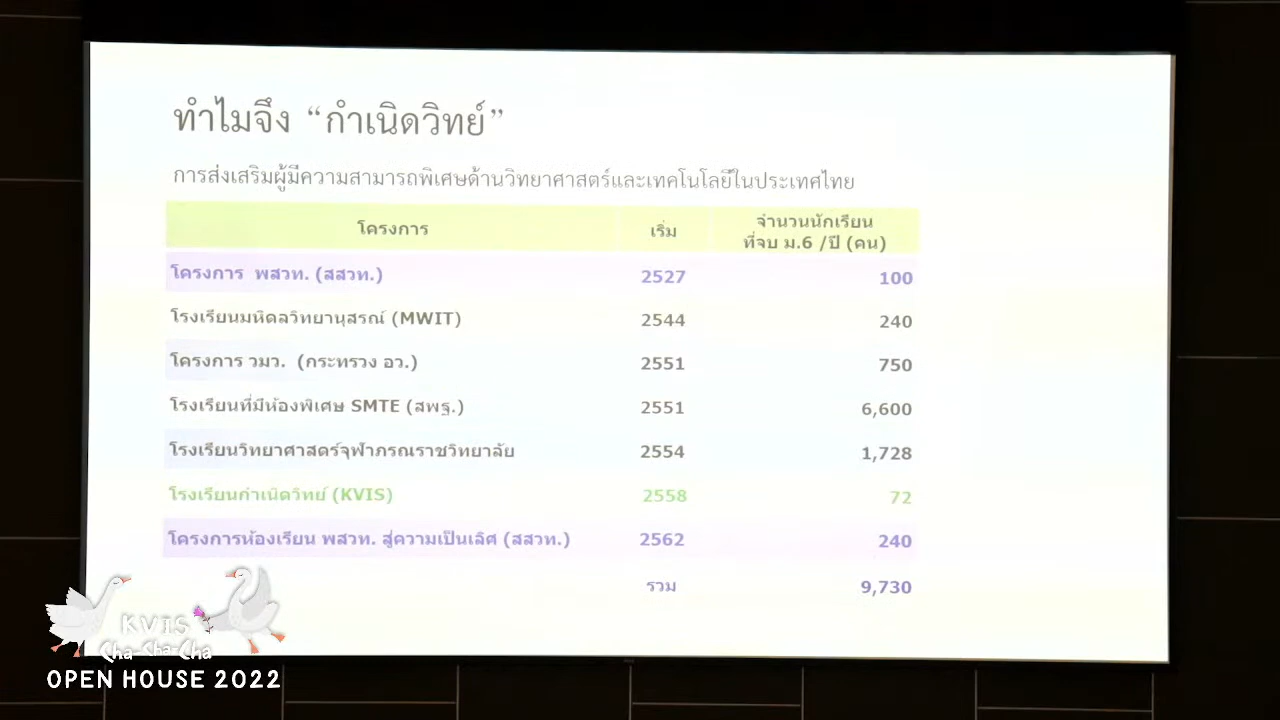 ทำไมจึง “กำเนิดวิทย์”
การส่งเสริมผู้มีความสามารถพิเศษด้านวิทยาศาสตร์และเทคโนโลยีในประเทศไทย
โครงการ เริ่ม จำนวนนักเรียน
ที่จบ ม.6 /ปี (คน)
โครงการ พสวท. (สสวท.) 2527 100
โรงเรียนมหิดลวิทยานุสรณ์ (MWIT) 2544 240
โครงการ วมว. (กระทรวง อว.) 2551 750
โรงเรียนที่มีห้องพิเศษ SMTE (สพฐ.) 2551 6,600
โรงเรียนวิทยาศาสตร์จุฬาภรณราชวิทยาลัย 2554 1,728
โรงเรียนกำเนิดวิทย์ (KVIS) 2558 72
โครงการห้องเรียน พสวท. สู่ความเป็นเลิศ (สสวท.) 2562 240
รวม 9,730
KVIS
Cha-Cha-Cha
OPEN HOUSE 2022